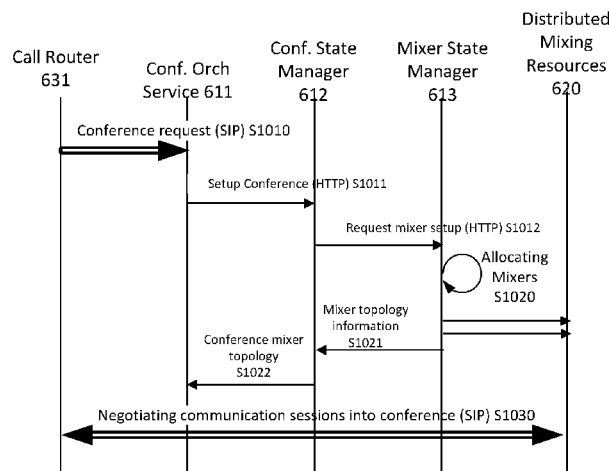 Call Router
631
Conf. Orch
Service 611
Conf. State
Manager
612
Mixer State
Manager
613
Distributed
Mixing
Resources
620
Conference request (SIP) S1010
Setup Conference (HTTP) S1011
Request mixer setup (HTTP) S1012
Allocating
Mixers
S1020
Mixer topology
information
S1021
Conference mixer
topology
S1022
Negotiating communication sessions into conference (SIP) S1030